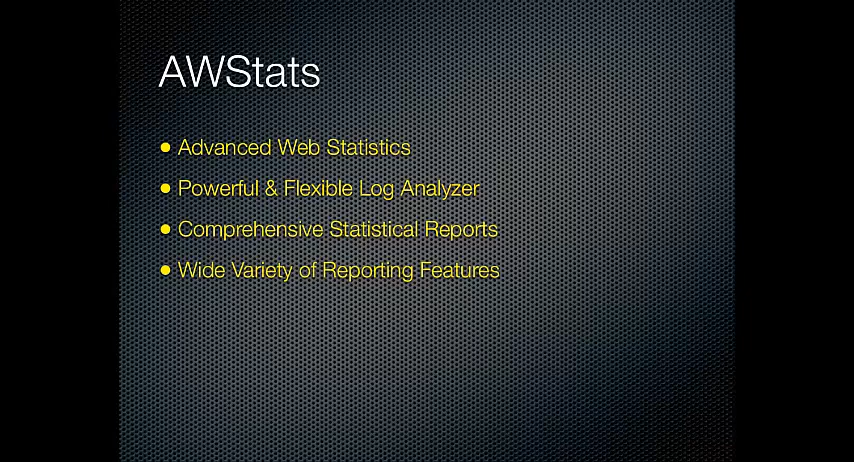 AWStats
• Advanced Web Statistics
• Powerful & Flexible Log Analyzer
• Comprehensive Statistical Reports
• Wide Variety of Reporting Features